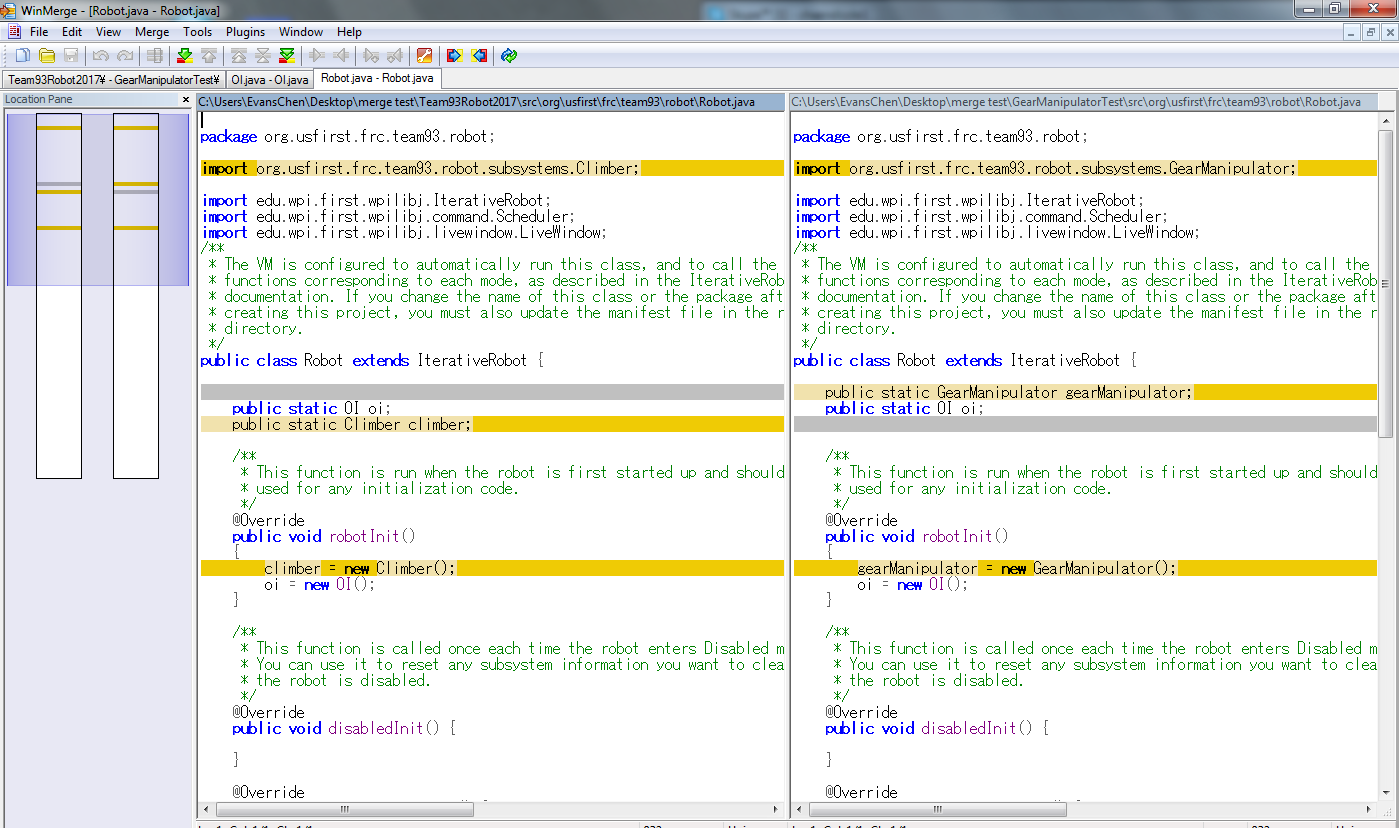 WinMerge - [Robot.java - Robot.java]
File Edit View Merge Tools Plugins Window Help
Team93Robot2017¥ - GearManipulatorTest¥ OI.java - OI.java Robot.java - Robot.java
Location Pane x
C:\Users\EvansChen\Desktop\merge test\Team93Robot2017\src\org\usfirst\frc\team93\robot\Robot.java
package org.usfirst.frc.team93.robot;
import org.usfirst.frc.team93.robot.subsystems.Climber;
import edu.wpi.first.wpilibj.IterativeRobot;
import edu.wpi.first.wpilibj.command.Scheduler;
import edu.wpi.first.wpilibj.livewindow.LiveWindow;
/**
* The VM is configured to automatically run this class, and to call the
* functions corresponding to each mode, as described in the IterativeRob
* documentation. If you change the name of this class or the package aft
* creating this project, you must also update the manifest file in the r
* directory.
*/
public class Robot extends IterativeRobot {
public static OI oi;
public static Climber climber;
/**
* This function is run when the robot is first started up and should
* used for any initialization code.
*/
@Override
public void robotInit()
{
climber = new Climber();
oi = new OI();
}
/**
* This function is called once each time the robot enters Disabled m
* You can use it to reset any subsystem information you want to clea
* the robot is disabled.
*/
@Override
public void disabledInit() {
}
@Override
C:\Users\EvansChen\Desktop\merge test\GearManipulatorTest\src\org\usfirst\frc\team93\robot\Robot.java
package org.usfirst.frc.team93.robot;
import org.usfirst.frc.team93.robot.subsystems.GearManipulator;
import edu.wpi.first.wpilibj.IterativeRobot;
import edu.wpi.first.wpilibj.command.Scheduler;
import edu.wpi.first.wpilibj.livewindow.LiveWindow;
/**
* The VM is configured to automatically run this class, and to call the
* functions corresponding to each mode, as described in the IterativeRob
* documentation. If you change the name of this class or the package aft
* creating this project, you must also update the manifest file in the r
* directory.
*/
public class Robot extends IterativeRobot {
public static GearManipulator gearManipulator;
public static OI oi;
/**
* This function is run when the robot is first started up and should
* used for any initialization code.
*/
@Override
public void robotInit()
{
gearManipulator = new GearManipulator();
oi = new OI();
}
/**
* This function is called once each time the robot enters Disabled m
* You can use it to reset any subsystem information you want to clea
* the robot is disabled.
*/
@Override
public void disabledInit() {
}
@Override